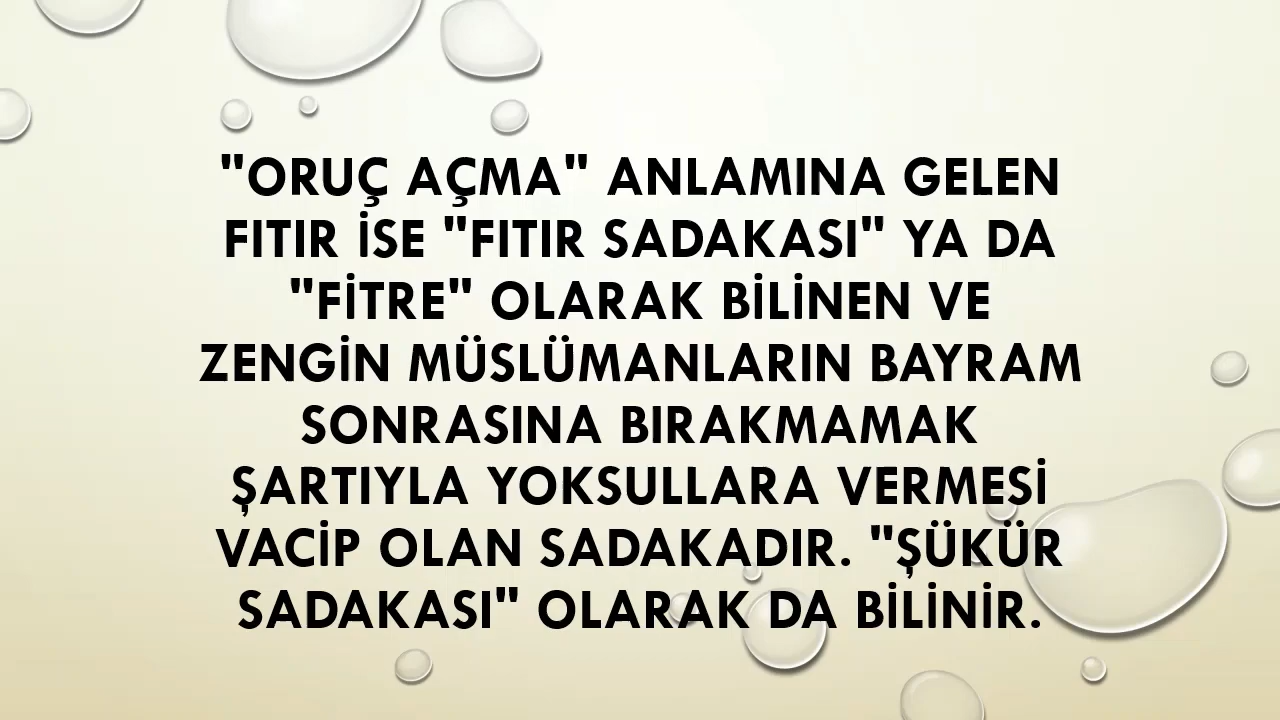 "ORUÇ AÇMA" ANLAMINA GELEN
FITIR İSE "FITIR SADAKASI" YA DA
"FİTRE" OLARAK BİLİNEN VE
ZENGİN MÜSLÜMANLARIN BAYRAM
SONRASINA BIRAKMAMAK
ŞARTIYLA YOKSULLARA VERMESİ
VACİP OLAN SADAKADIR. "ŞÜKÜR
SADAKASI" OLARAK DA BİLİNİR.